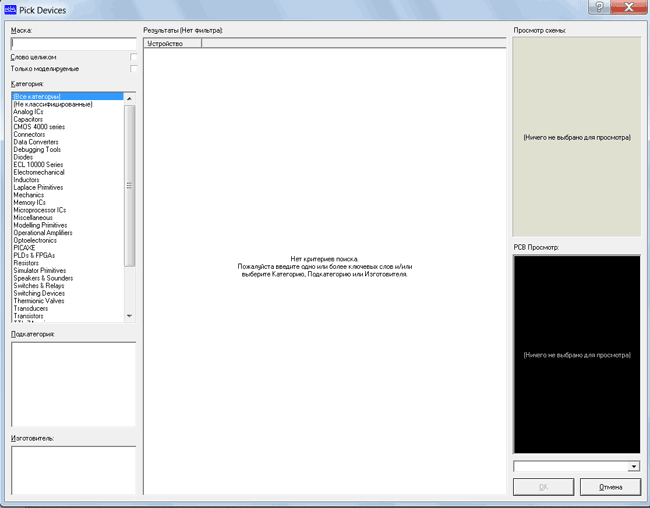 Pick Devices
Маска:
Слово целиком
Только моделируемые
Категория:
(Все категории)
(Не классифицированные)
Analog ICs
Capacitors
CMOS 4000 series
Connectors
Data Converters
Debugging Tools
Diodes
ECL 10000 Series
Electromechanical
Inductors
Laplace Primitives
Mechanics
Memory ICs
Microprocessor ICs
Miscellaneous
Modelling Primitives
Operational Amplifiers
Optoelectronics
PICAXE
PLDs & FPGAs
Resistors
Simulator Primitives
Speakers & Sounders
Switches & Relays
Switching Devices
Thermionic Valves
Transducers
Transistors
Подкатегория:
Изготовитель:
Результаты (Нет фильтра):
Устройство
Нет критериев поиска.
Пожалуйста введите одно или более ключевых слов и/или
выберите Категорию, Подкатегорию или Изготовителя.
Просмотр схемы:
(Ничего не выбрано для просмотра)
PCB Просмотр:
(Ничего не выбрано для просмотра)
OK
Отмена